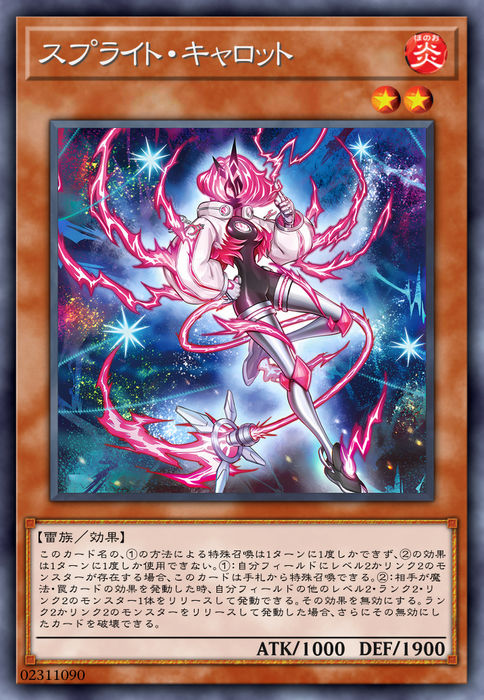 スプライト・キャロット
ほのお
炎
【雷族／効果】
このカード名の、①の方法による特殊召喚は1ターンに1度しかできず、②の効果
は1ターンに1度しか使用できない。①：自分フィールドにレベル2かリンク2のモ
ンスターが存在する場合、このカードは手札から特殊召喚できる。②：相手が魔
法・罠カードの効果を発動した時、自分フィールドの他のレベル2・ランク2・リ
ンク2のモンスター1体をリリースして発動できる。その効果を無効にする。ラン
ク2かリンク2のモンスターをリリースして発動した場合、さらにその無効にし
たカードを破壊できる。
ATK/1000 DEF/1900
02311090